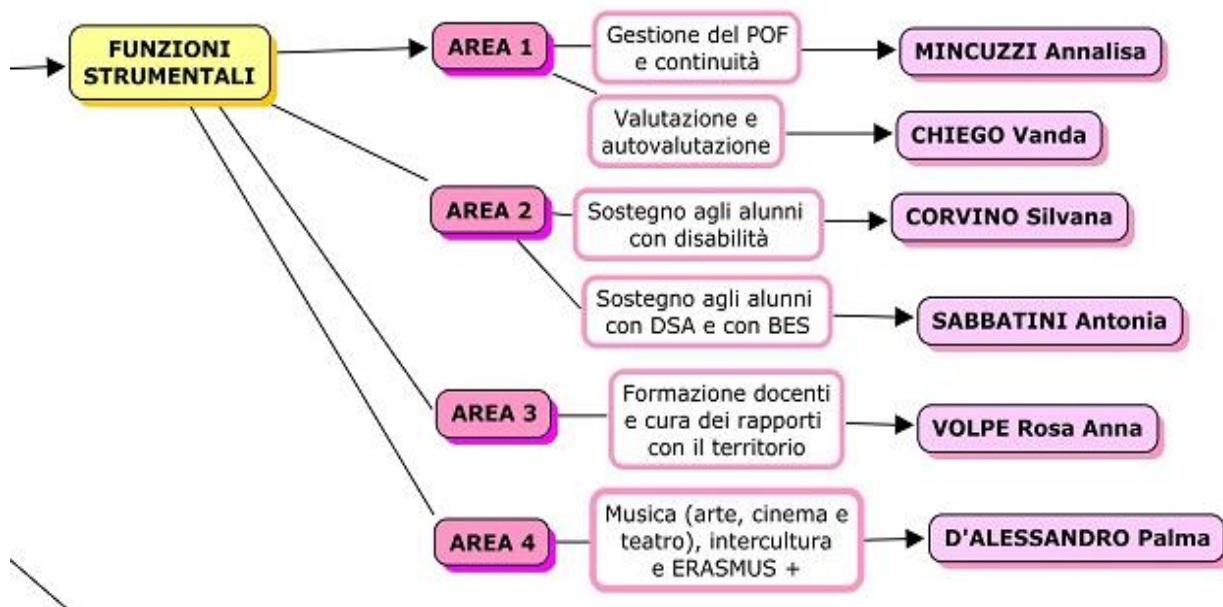 FUNZIONI
STRUMENTALI
AREA 1
Gestione del POF
e continuità
MINCUZZI Annalisa
Valutazione e
autovalutazione
CHIEGO Vanda
AREA 2
Sostegno agli alunni
con disabilità
CORVINO Silvana
Sostegno agli alunni
con DSA e con BES
SABBATINI Antonia
AREA 3
Formazione docenti
e cura dei rapporti
con il territorio
VOLPE Rosa Anna
AREA 4
Musica (arte, cinema e
teatro), intercultura
e ERASMUS +
D'ALESSANDRO Palma